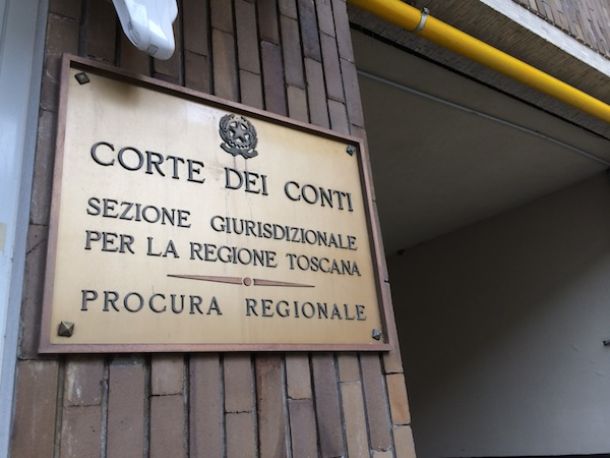 CORTE DEI CONTI
SEZIONE GIURISDIZIONALE
PER LA REGIONE TOSCANA
PROCURA REGIONALE